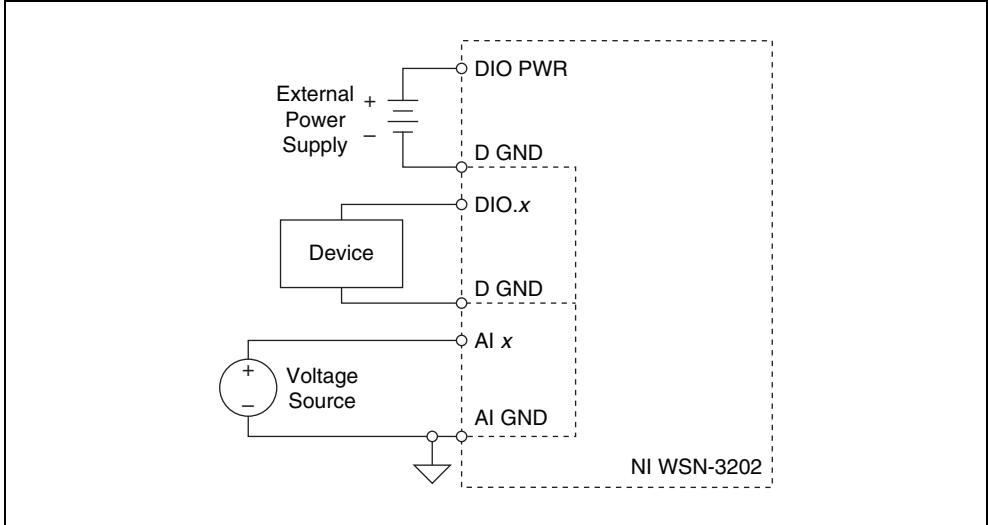 DIO PWR
External
Power
Supply
+
–
D GND
DIO.x
Device
D GND
AI x
+
–
Voltage
Source
AI GND
NI WSN-3202